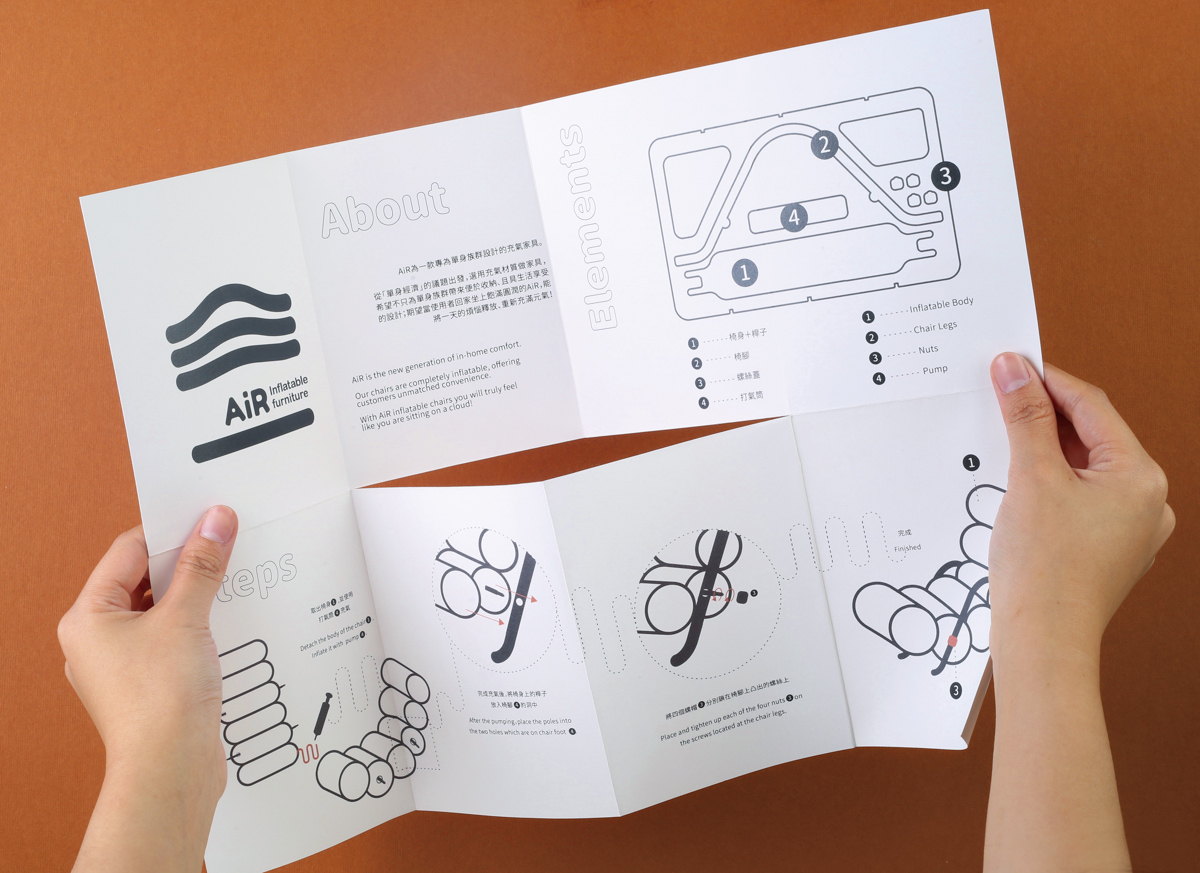 AiR
Inflatable
furniture
About
AiR為一款專為單身族群設計的充氣家具。
從「單身經濟」的議題出發，選用充氣材質做家具，
希望不只為單身族群帶來便於收納、且具生活享受
的設計；期望當使用者回家坐上飽滿圓潤的AiR，能
將一天的煩惱釋放、重新充滿元氣！
AiR is the new generation of in-home comfort.
Our chairs are completely inflatable, offering
customers unmatched convenience.
With AiR inflatable chairs you will truly feel
like you are sitting on a cloud!
Elements
1
2
3
4
1 ······ 椅身＋桿子
2 ······ 椅腳
3 ······ 螺絲蓋
4 ······ 打氣筒
1 ······ Inflatable Body
2 ······ Chair Legs
3 ······ Nuts
4 ······ Pump
teps
取出椅身1，並使用
打氣筒4充氣
Detach the body of the chair 1
inflate it with pump 4
完成充氣後，將椅身上的桿子
放入椅腳2的洞中
After the pumping, place the poles into
the two holes which are on chair foot
3
將四個螺帽3分別鎖在椅腳上凸出的螺絲上
Place and tighten up each of the four nuts 3 on
the screws located at the chair legs.
完成
Finished
1
3